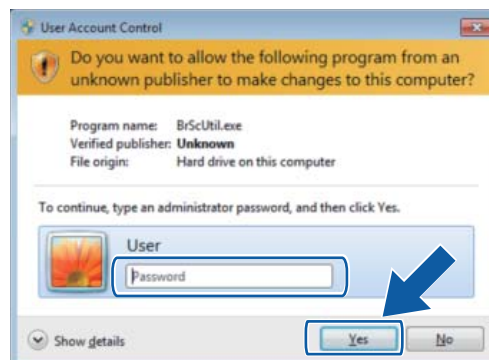 User Account Control
Do you want to allow the following program from an
unknown publisher to make changes to this computer?
Program name: BrScUtil.exe
Verified publisher: Unknown
File origin: Hard drive on this computer
To continue, type an administrator password, and then click Yes.
User
Password
Show details
Yes
No